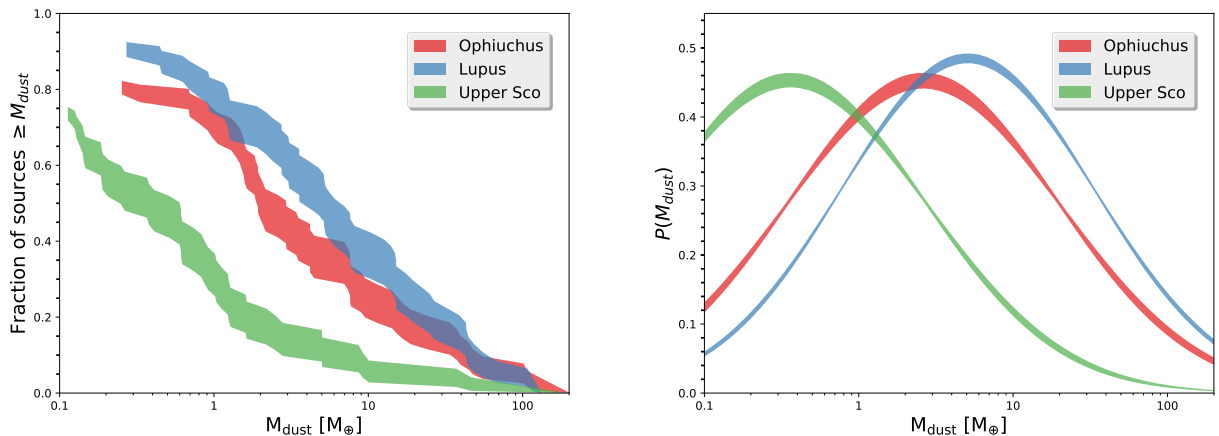 1.0
0.8
0.6
0.4
0.2
0.0
0.1
1
10
100
Fraction of sources ≥ M_dust
M_dust [M_⊕]
Ophiuchus
Lupus
Upper Sco
0.5
0.4
0.3
0.2
0.1
0.0
0.1
1
10
100
P(M_dust)
M_dust [M_⊕]
Ophiuchus
Lupus
Upper Sco